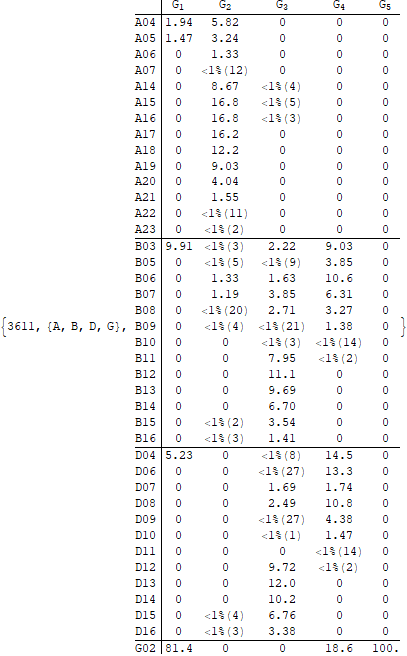 G1 G2 G3 G4 G5
A04 1.94 5.82 0 0 0
A05 1.47 3.24 0 0 0
A06 0 1.33 0 0 0
A07 0 <1%(12) 0 0 0
A14 0 8.67 <1%(4) 0 0
A15 0 16.8 <1%(5) 0 0
A16 0 16.8 <1%(3) 0 0
A17 0 16.2 0 0 0
A18 0 12.2 0 0 0
A19 0 9.03 0 0 0
A20 0 4.04 0 0 0
A21 0 1.55 0 0 0
A22 0 <1%(11) 0 0 0
A23 0 <1%(2) 0 0 0
B03 9.91 <1%(3) 2.22 9.03 0
B05 0 <1%(5) <1%(9) 3.85 0
B06 0 1.33 1.63 10.6 0
B07 0 1.19 3.85 6.31 0
B08 0 <1%(20) 2.71 3.27 0
{3611, {A, B, D, G}, B09 0 <1%(4) <1%(21) 1.38 0 }
B10 0 0 <1%(3) <1%(14) 0
B11 0 0 7.95 <1%(2) 0
B12 0 0 11.1 0 0
B13 0 0 9.69 0 0
B14 0 0 6.70 0 0
B15 0 <1%(2) 3.54 0 0
B16 0 <1%(3) 1.41 0 0
D04 5.23 0 <1%(8) 14.5 0
D06 0 0 <1%(27) 13.3 0
D07 0 0 1.69 1.74 0
D08 0 0 2.49 10.8 0
D09 0 0 <1%(27) 4.38 0
D10 0 0 <1%(1) 1.47 0
D11 0 0 0 <1%(14) 0
D12 0 0 9.72 <1%(2) 0
D13 0 0 12.0 0 0
D14 0 0 10.2 0 0
D15 0 <1%(4) 6.76 0 0
D16 0 <1%(3) 3.38 0 0
G02 81.4 0 0 18.6 100.